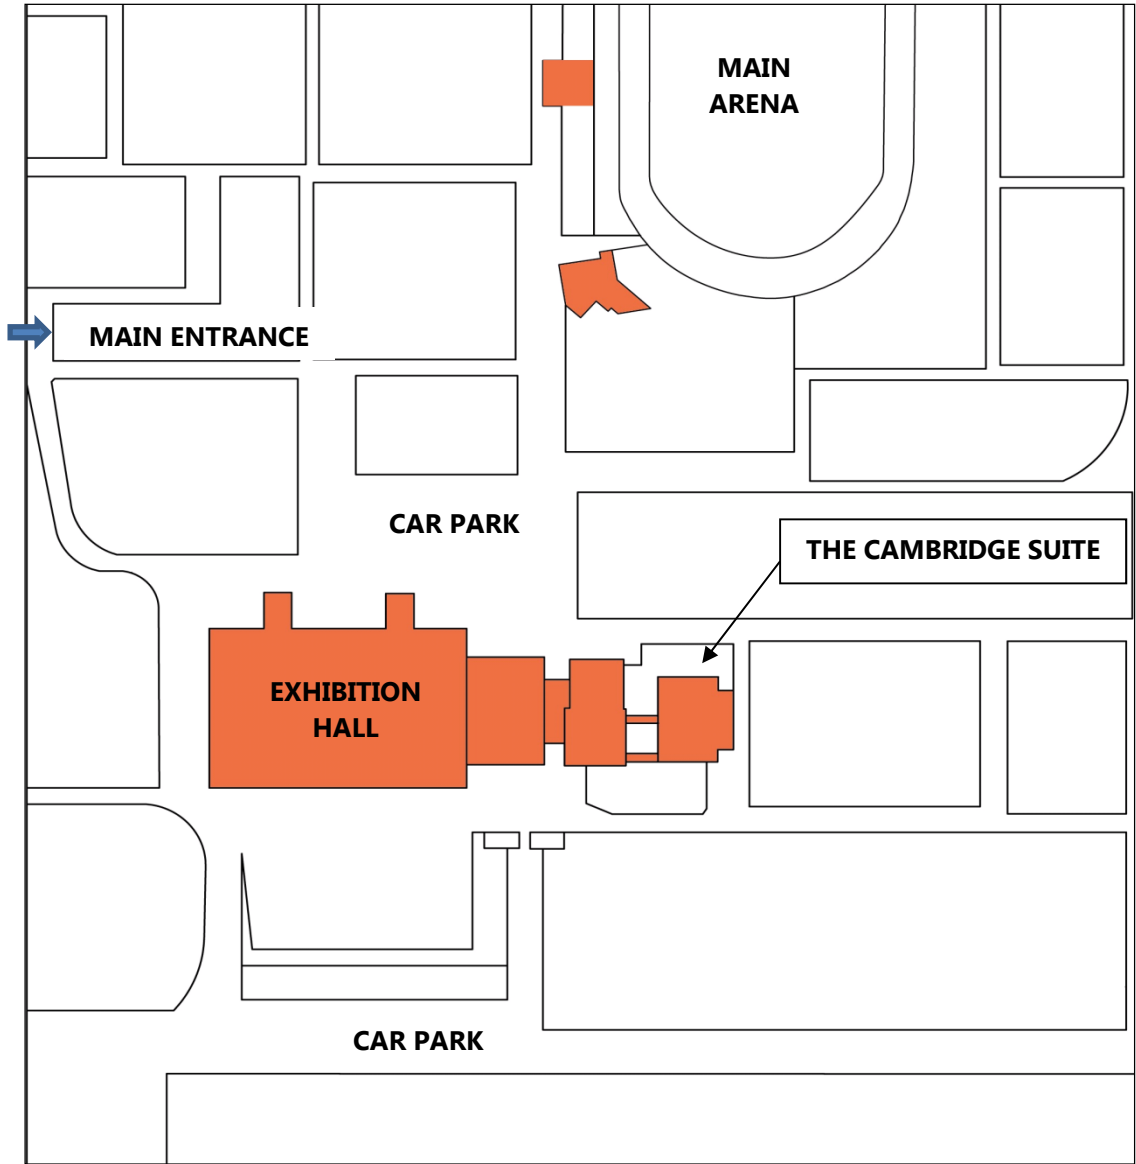 MAIN
ARENA
MAIN ENTRANCE
CAR PARK
THE CAMBRIDGE SUITE
EXHIBITION
HALL
CAR PARK